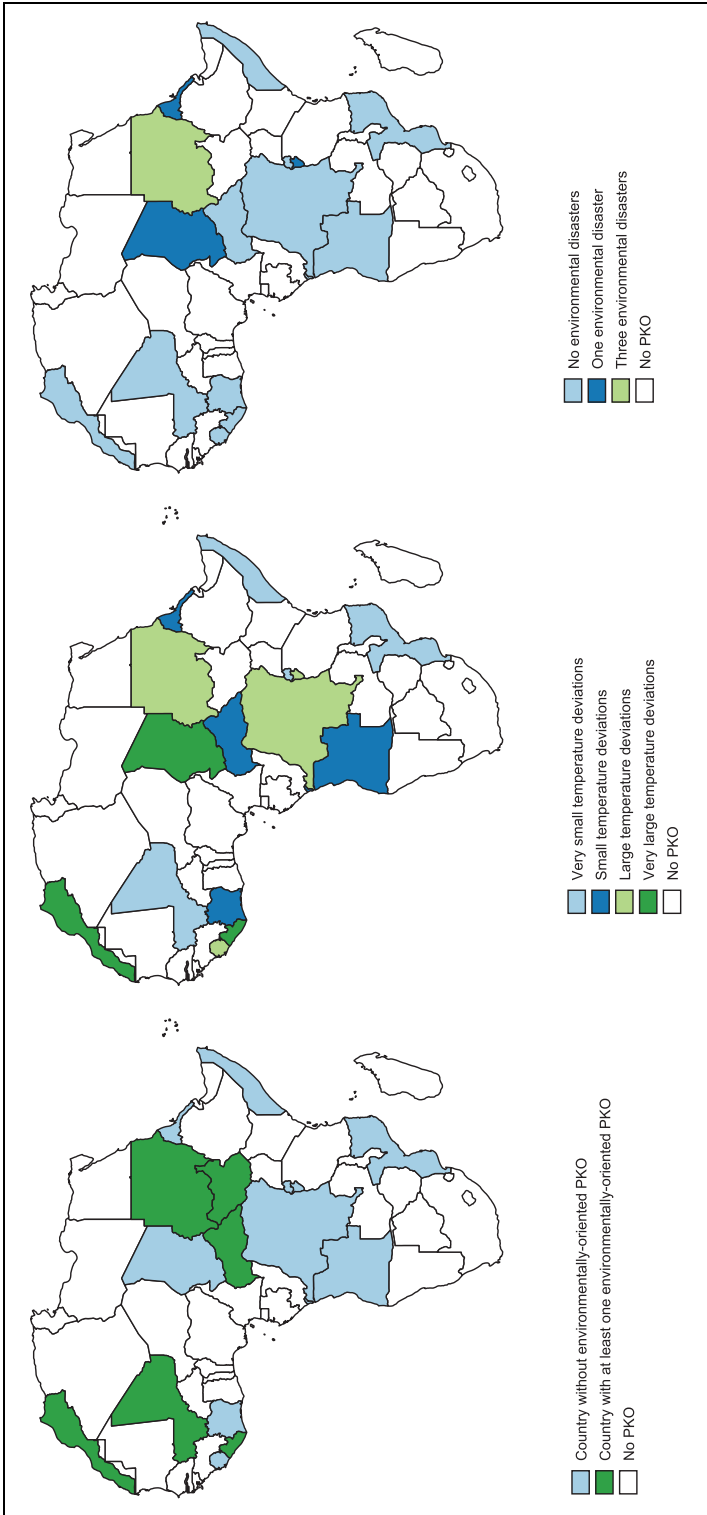 Country without environmentally-oriented PKO
Country with at least one environmentally-oriented PKO
No PKO
Very small temperature deviations
Small temperature deviations
Large temperature deviations
Very large temperature deviations
No PKO
No environmental disasters
One environmental disaster
Three environmental disasters
No PKO